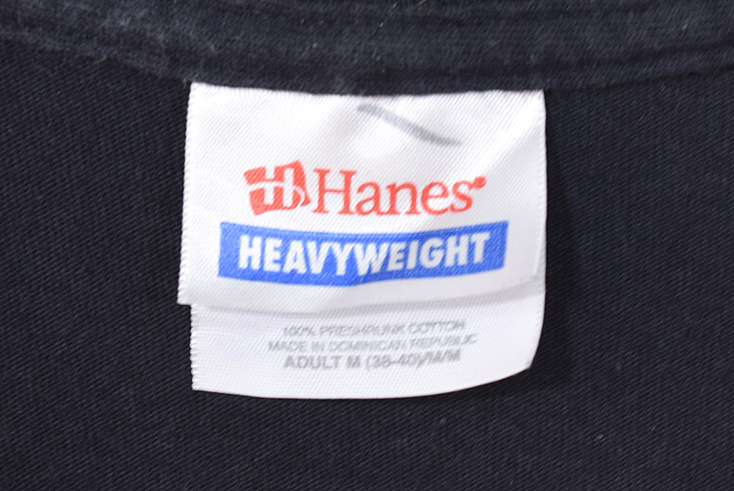 Hanes
HEAVYWEIGHT
100% PRESHRUNK COTTON
MADE IN DOMINICAN REPUBLIC
ADULT M (38-40)/M/M